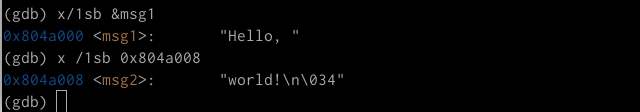 (gdb) x/1sb &msg1
0x804a000 <msg1>:       "Hello, "
(gdb) x /1sb 0x804a008
0x804a008 <msg2>:       "world!\n\034"
(gdb)